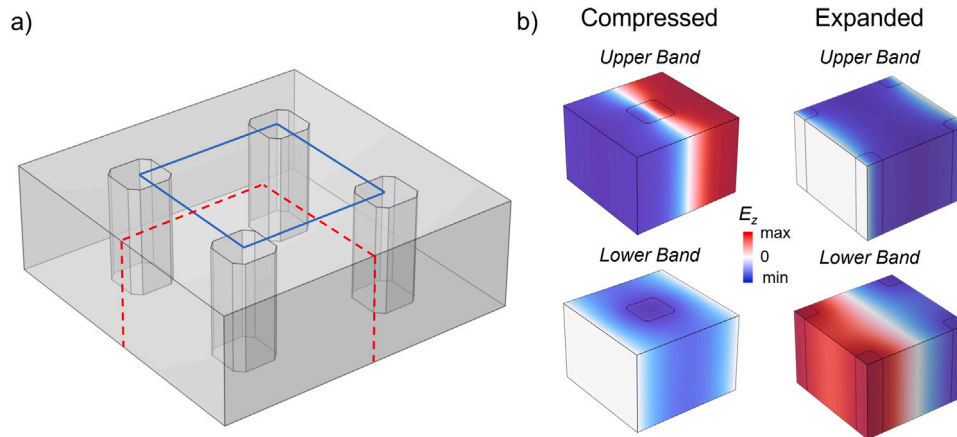 a)
b)
Compressed
Expanded
Upper Band
Upper Band
E_z
max
0
min
Lower Band
Lower Band